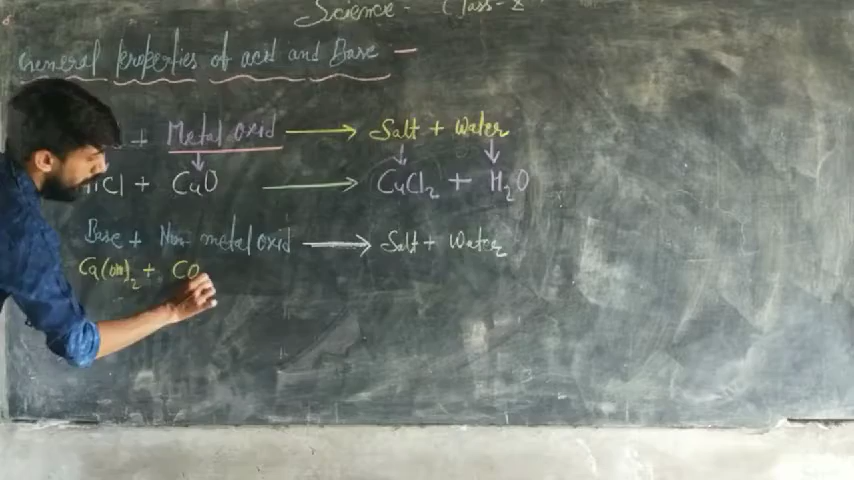 Science - Class - X
General properties of acid and Base -
+ Metal oxid → Salt + Water
HCl + CuO → CuCl₂ + H₂O
Base + Non metal oxid → Salt + Water
Ca(OH)₂ + CO